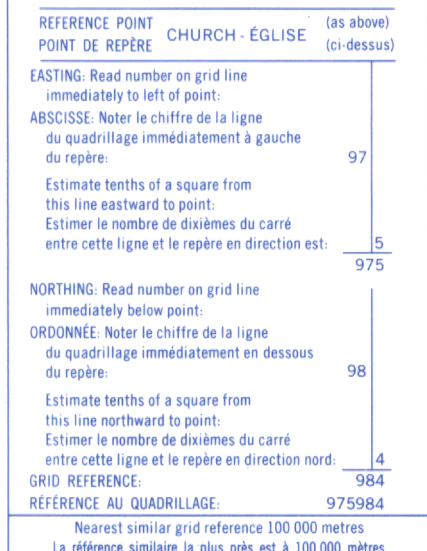 REFERENCE POINT CHURCH - ÉGLISE (as above)
POINT DE REPÈRE (ci-dessus)
EASTING: Read number on grid line
immediately to left of point:
ABSCISSE: Noter le chiffre de la ligne
du quadrillage immédiatement à gauche
du repère: 97
Estimate tenths of a square from
this line eastward to point:
Estimer le nombre de dixièmes du carré
entre cette ligne et le repère en direction est: 5
975
NORTHING: Read number on grid line
immediately below point:
ORDONNÉE: Noter le chiffre de la ligne
du quadrillage immédiatement en dessous
du repère: 98
Estimate tenths of a square from
this line northward to point:
Estimer le nombre de dixièmes du carré
entre cette ligne et le repère en direction nord: 4
GRID REFERENCE: 984
RÉFÉRENCE AU QUADRILLAGE: 975984
Nearest similar grid reference 100 000 metres
La référence similaire la plus près est à 100 000 mètres